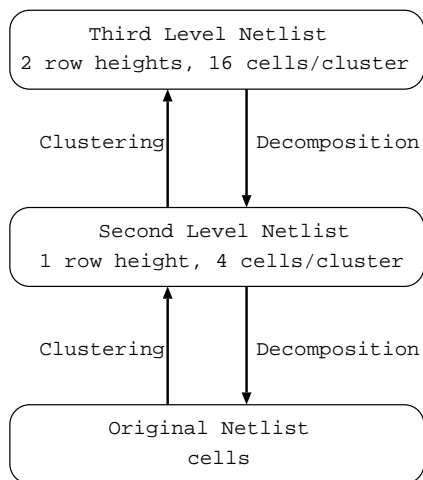 Third Level Netlist
2 row heights, 16 cells/cluster
Clustering
Decomposition
Second Level Netlist
1 row height, 4 cells/cluster
Clustering
Decomposition
Original Netlist
cells